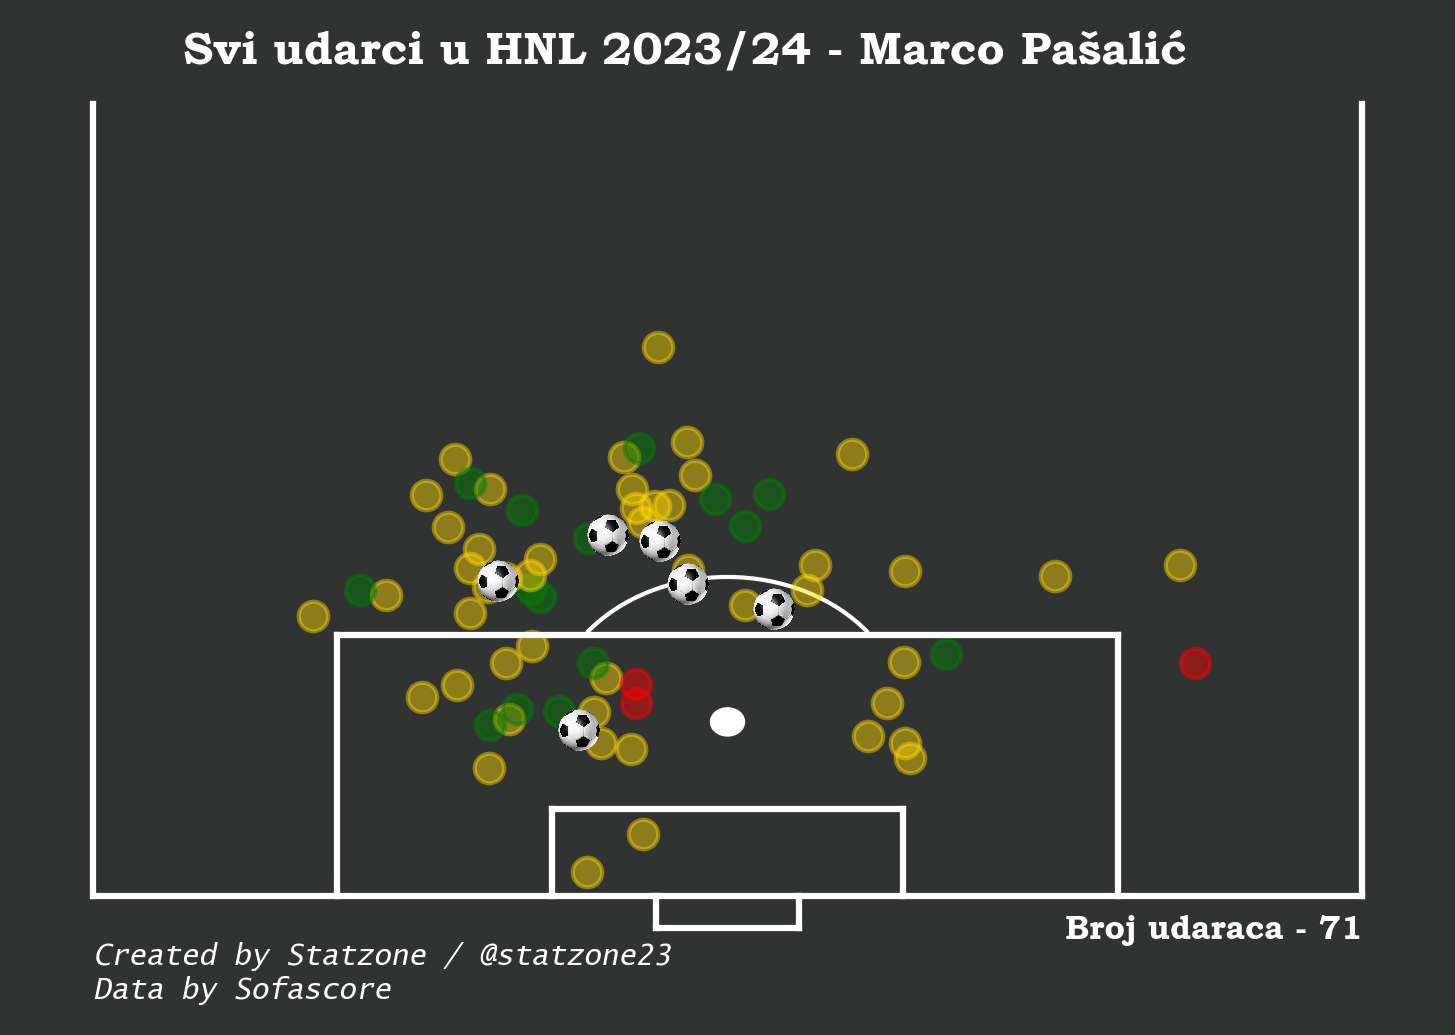 Svi udarci u HNL 2023/24 - Marco Pašalić
Broj udaraca - 71
Created by Statzone / @statzone23
Data by Sofascore